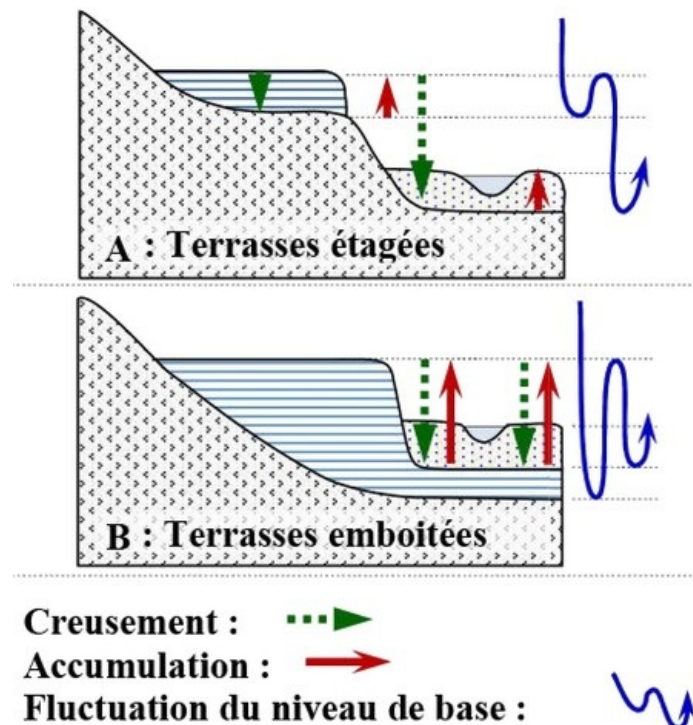 A : Terrasses étagées
B : Terrasses emboitées
Creusement :
Accumulation :
Fluctuation du niveau de base :